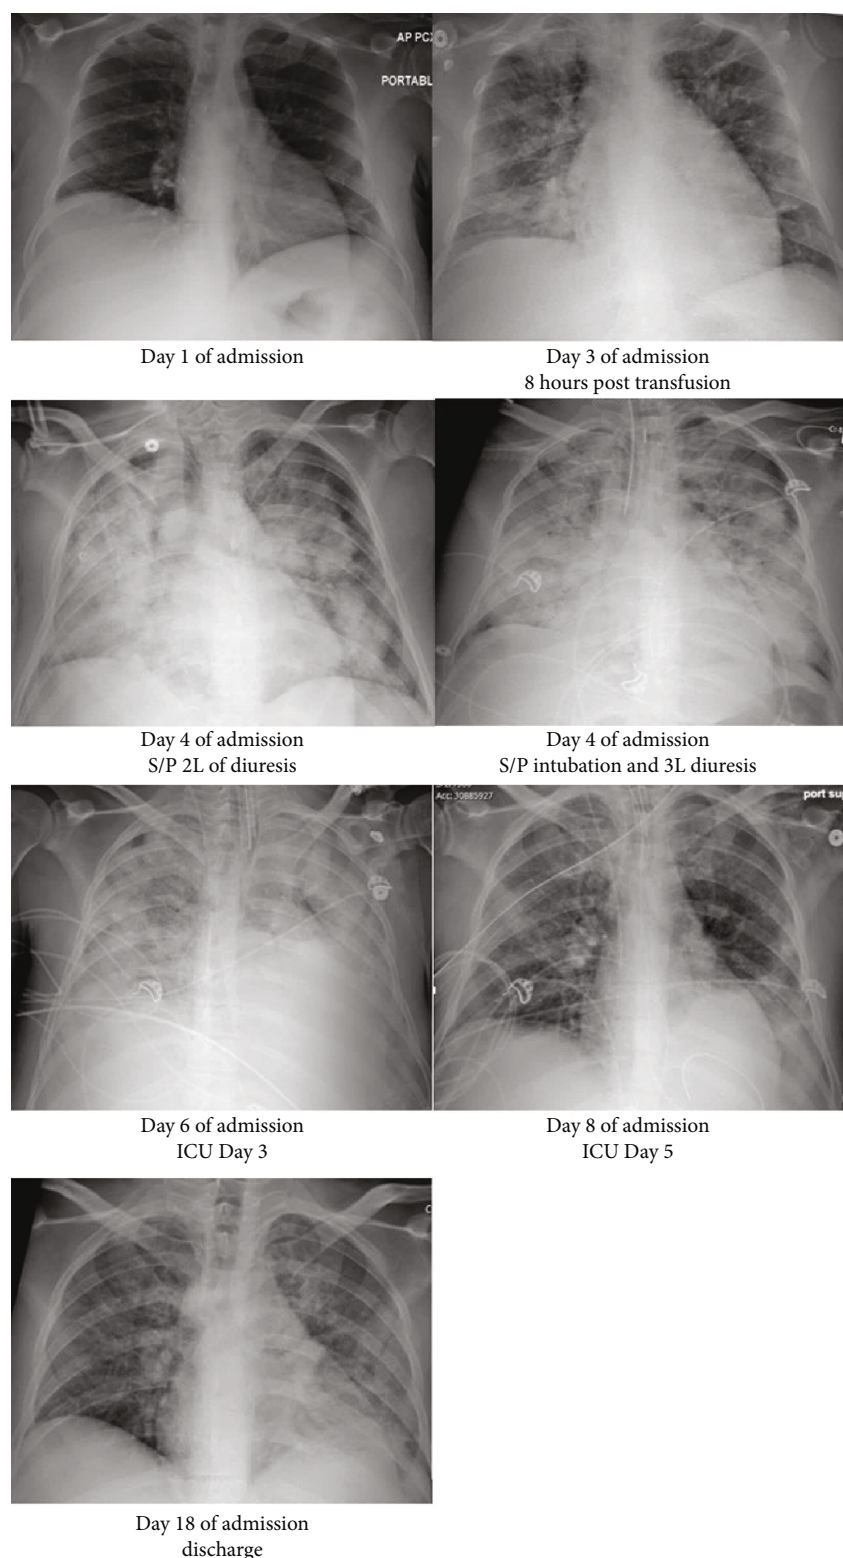 AP PC
PORTABL
Day 1 of admission
Day 3 of admission
8 hours post transfusion
Day 4 of admission
S/P 2L of diuresis
Day 4 of admission
S/P intubation and 3L diuresis
Acc: 30885927
port su
Day 6 of admission
ICU Day 3
Day 8 of admission
ICU Day 5
Day 18 of admission
discharge